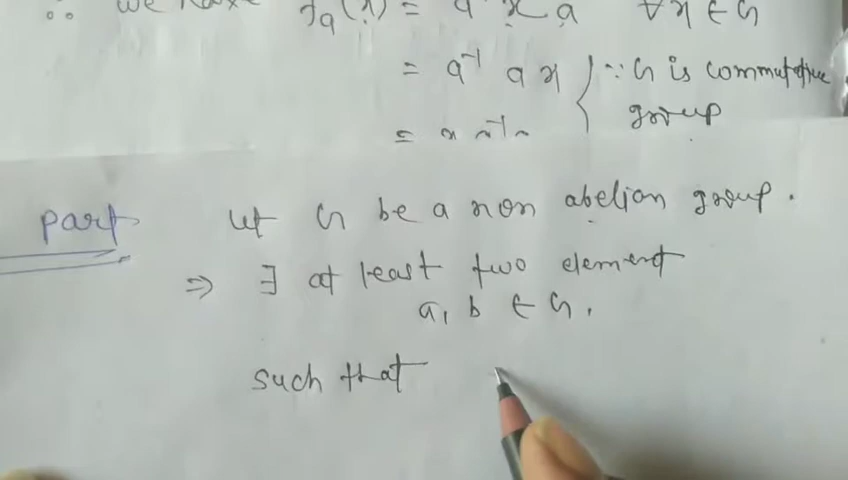 ∴ we have f_a(x) = a⁻¹ x a ∀ x ∈ G
= a⁻¹ a x { ∵ G is commutative
group
=
part let G be a non abelion group.
⇒ ∃ at least two element
a, b ∈ G.
such that